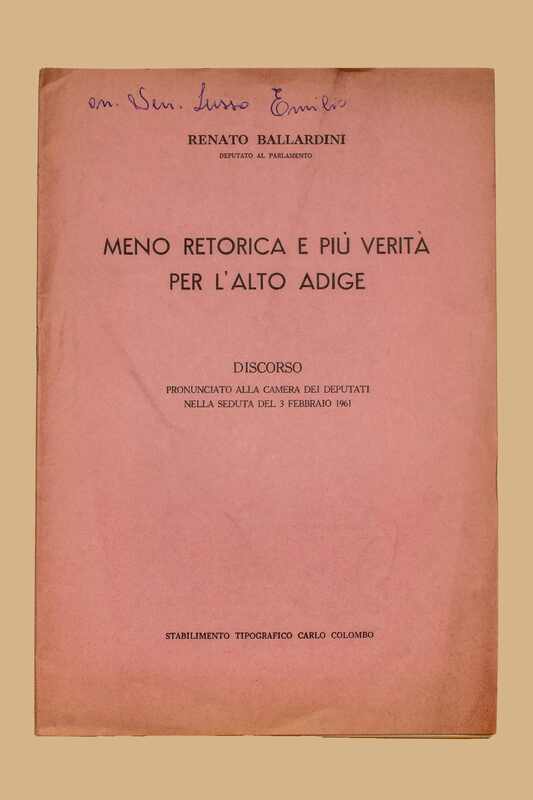 on. Sen. Lusso Emilio
RENATO BALLARDINI
DEPUTATO AL PARLAMENTO
MENO RETORICA E PIÙ VERITÀ
PER L'ALTO ADIGE
DISCORSO
PRONUNCIATO ALLA CAMERA DEI DEPUTATI
NELLA SEDUTA DEL 3 FEBBRAIO 1961
STABILIMENTO TIPOGRAFICO CARLO COLOMBO